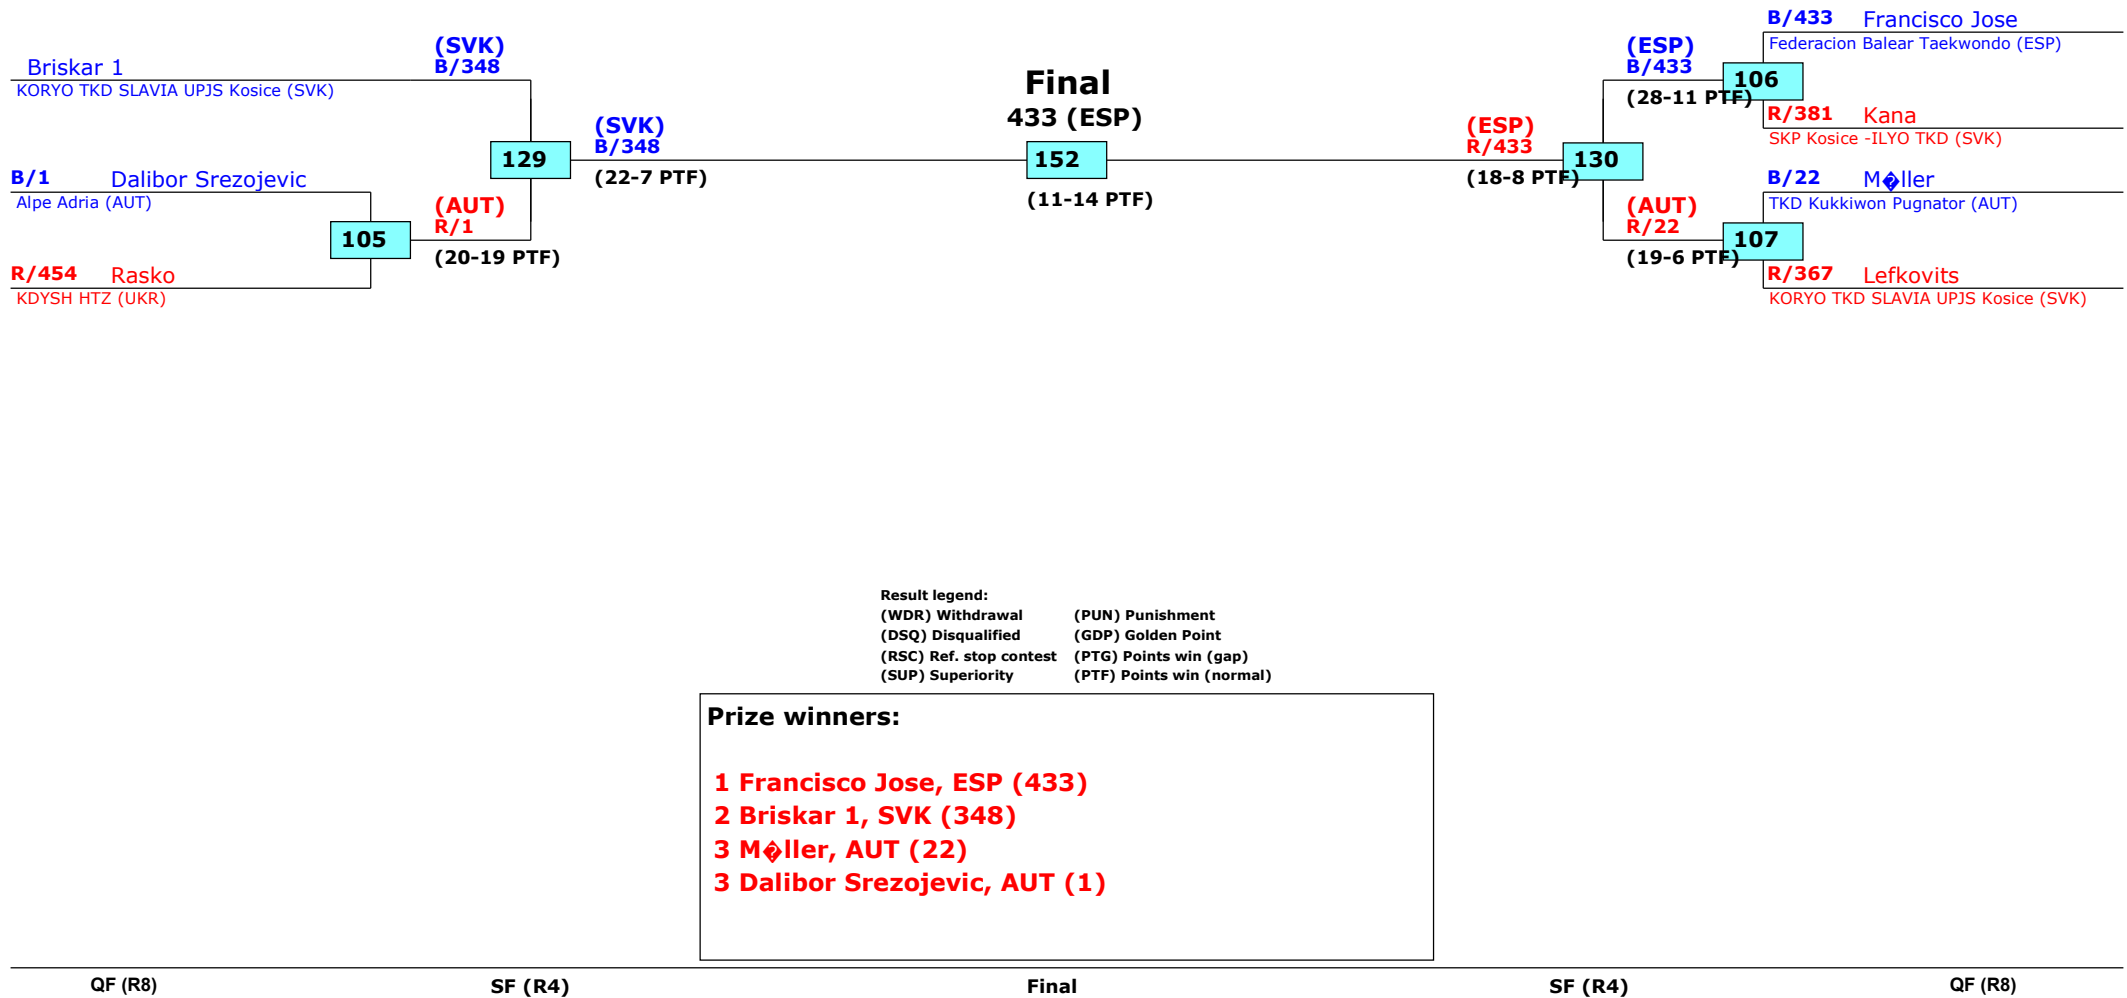 Briskar 1
KORYO TKD SLAVIA UPJS Kosice (SVK)
(SVK)
B/348
B/1 Dalibor Srezojevic
Alpe Adria (AUT)
105
R/454 Rasko
KDYSH HTZ (UKR)
(AUT)
R/1
(20-19 PTF)
129
(SVK)
B/348
(22-7 PTF)
Final
433 (ESP)
152
(11-14 PTF)
(ESP)
R/433
(18-8 PTF)
130
(ESP)
B/433
(28-11 PTF)
106
B/433 Francisco Jose
Federacion Balear Taekwondo (ESP)
R/381 Kana
SKP Kosice -ILYO TKD (SVK)
(AUT)
R/22
(19-6 PTF)
107
B/22 M�ller
TKD Kukkiwon Pugnator (AUT)
R/367 Lefkovits
KORYO TKD SLAVIA UPJS Kosice (SVK)
Result legend:
(WDR) Withdrawal (PUN) Punishment
(DSQ) Disqualified (GDP) Golden Point
(RSC) Ref. stop contest (PTG) Points win (gap)
(SUP) Superiority (PTF) Points win (normal)
Prize winners:
1 Francisco Jose, ESP (433)
2 Briskar 1, SVK (348)
3 M�ller, AUT (22)
3 Dalibor Srezojevic, AUT (1)
QF (R8) SF (R4) Final SF (R4) QF (R8)